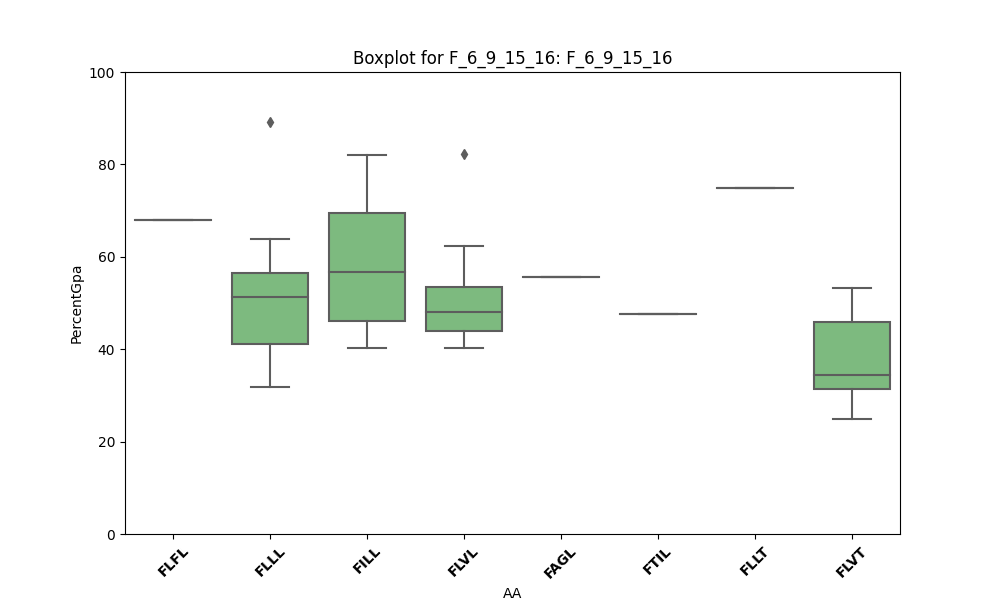 Boxplot for F_6_9_15_16: F_6_9_15_16
100
80
60
40
20
0
PercentGpa
FLFL
FLLL
FILL
FLVL
FAGL
FTIL
FLLT
FLVT
AA